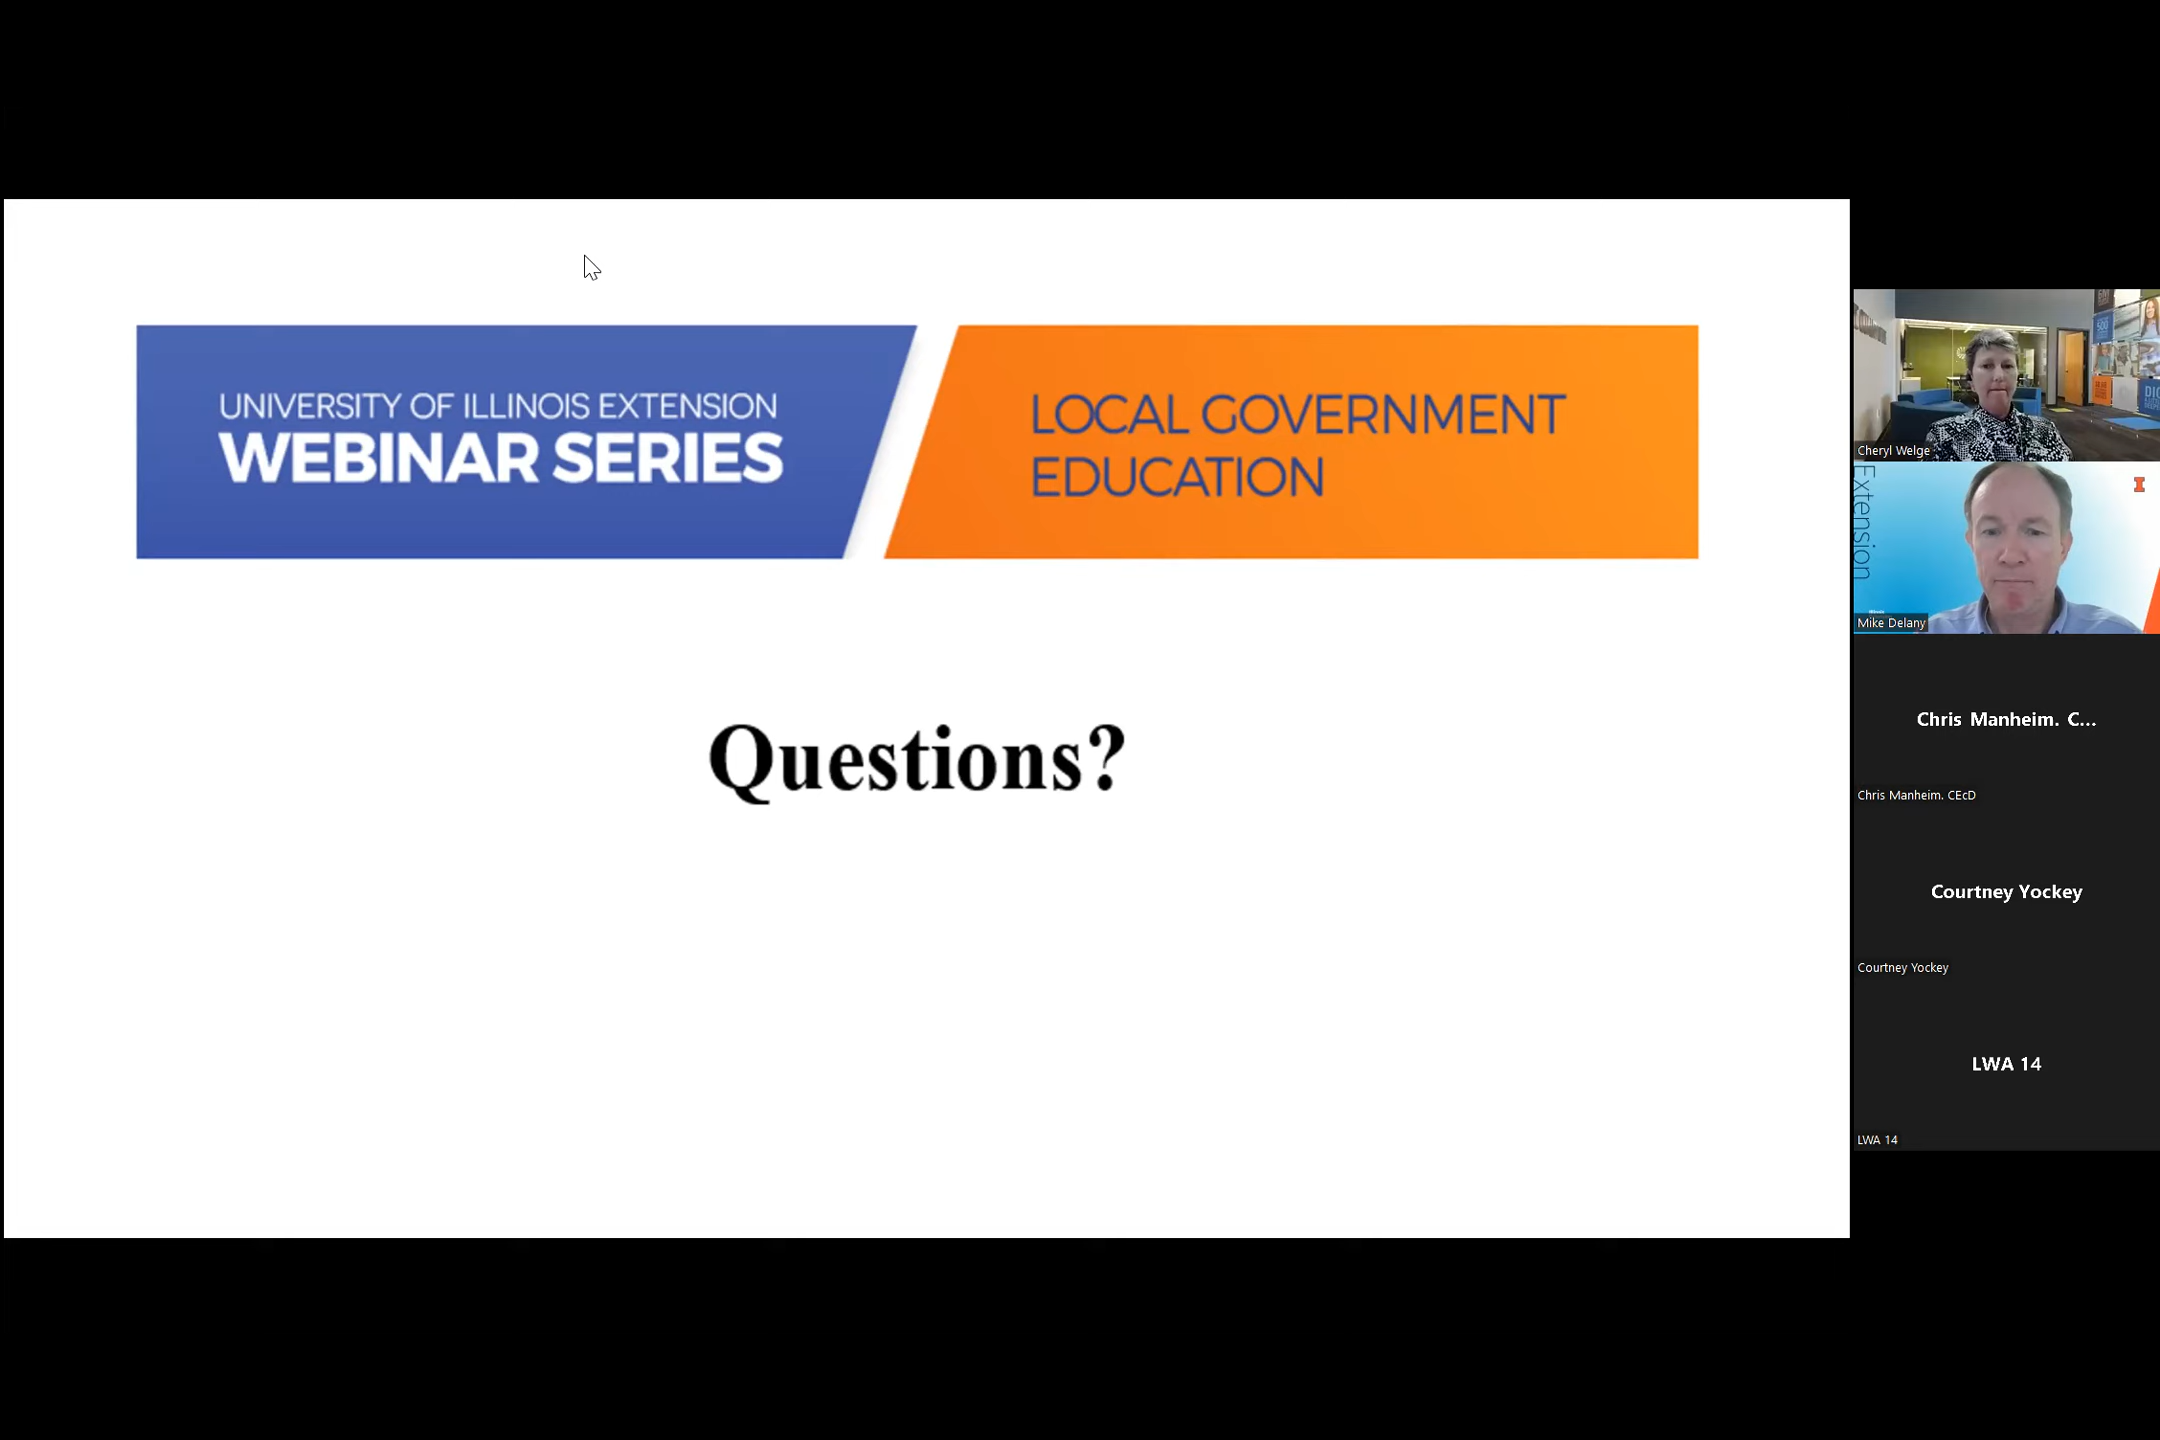 UNIVERSITY OF ILLINOIS EXTENSION
WEBINAR SERIES
LOCAL GOVERNMENT
EDUCATION
Questions?
Cheryl Welge
Extension
Mike Delany
Chris Manheim. C...
Chris Manheim. CEcD
Courtney Yockey
Courtney Yockey
LWA 14
LWA 14